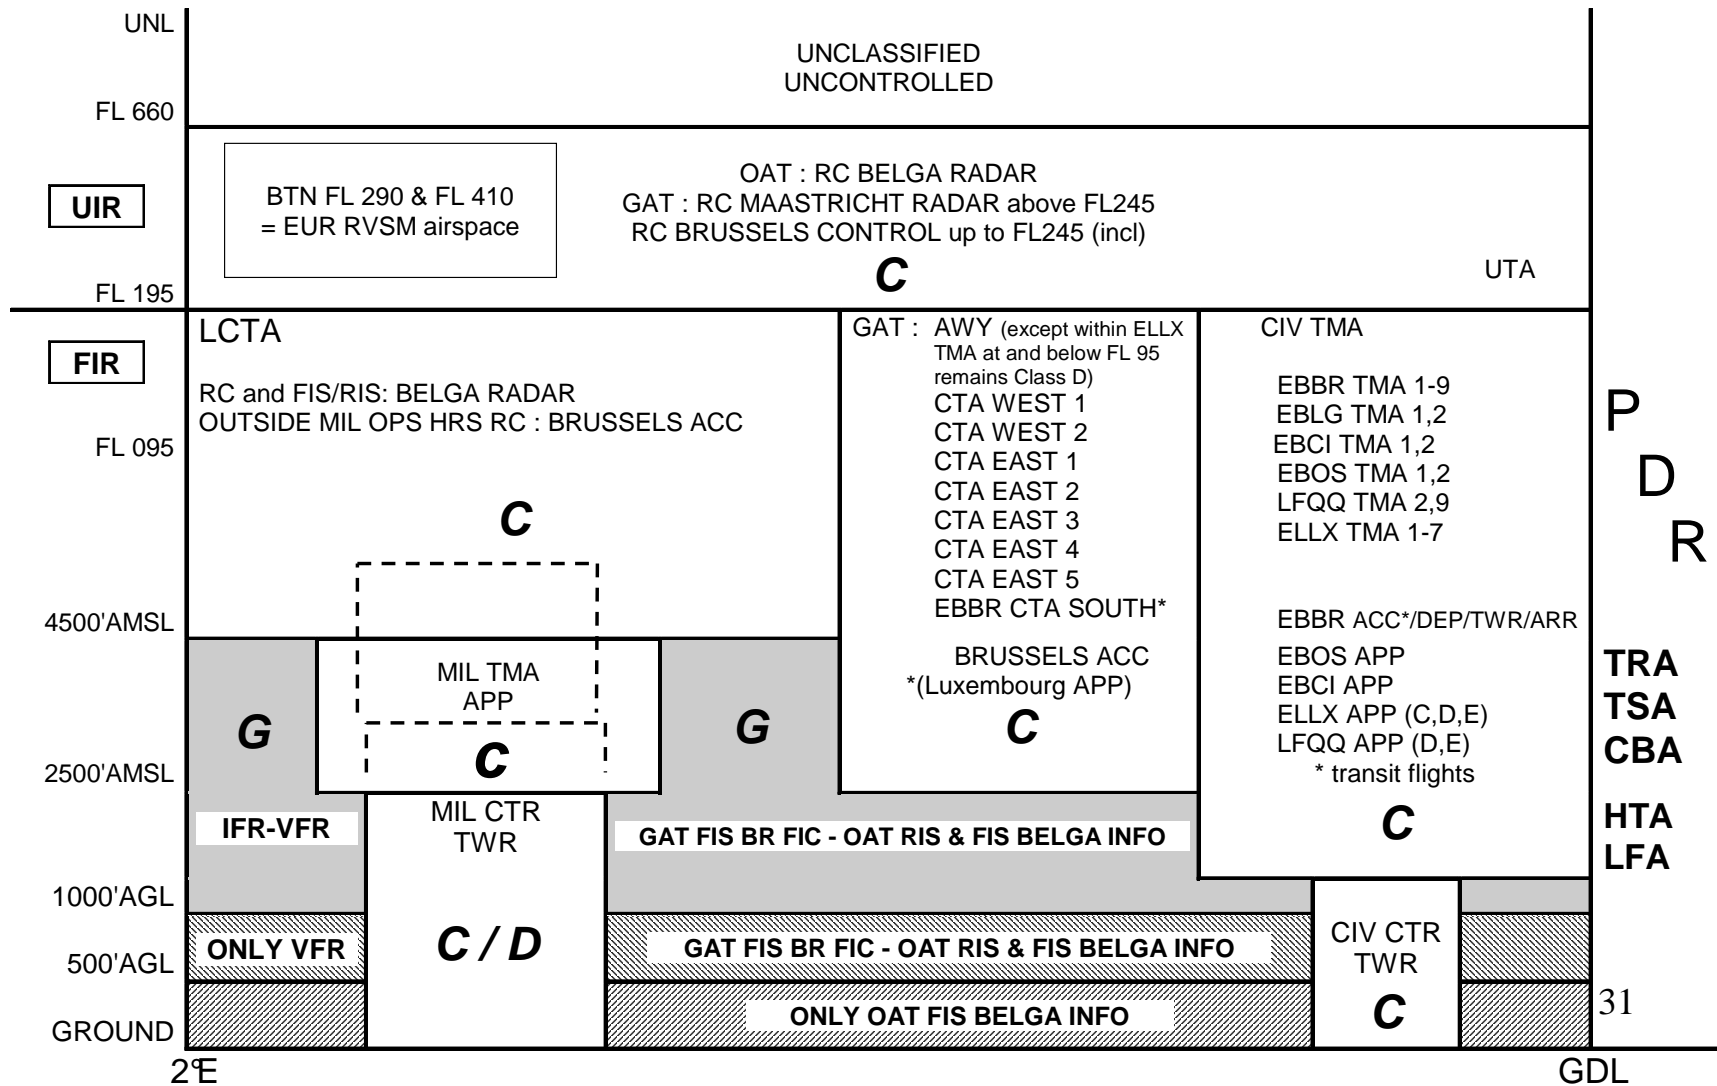 UNL
UNCLASSIFIED
UNCONTROLLED
FL 660
UIR
BTN FL 290 & FL 410
= EUR RVSM airspace
OAT : RC BELGA RADAR
GAT : RC MAASTRICHT RADAR above FL245
RC BRUSSELS CONTROL up to FL245 (incl)
C
UTA
FL 195
FIR
LCTA
RC and FIS/RIS: BELGA RADAR
OUTSIDE MIL OPS HRS RC : BRUSSELS ACC
FL 095
C
GAT : AWY (except within ELLX
TMA at and below FL 95
remains Class D)
CTA WEST 1
CTA WEST 2
CTA EAST 1
CTA EAST 2
CTA EAST 3
CTA EAST 4
CTA EAST 5
EBBR CTA SOUTH*
BRUSSELS ACC
*(Luxembourg APP)
C
CIV TMA
EBBR TMA 1-9
EBLG TMA 1,2
EBCI TMA 1,2
EBOS TMA 1,2
LFQQ TMA 2,9
ELLX TMA 1-7
EBBR ACC*/DEP/TWR/ARR
EBOS APP
EBCI APP
ELLX APP (C,D,E)
LFQQ APP (D,E)
* transit flights
C
P
D
R
TRA
TSA
CBA
HTA
LFA
4500'AMSL
G
MIL TMA
APP
C
G
2500'AMSL
IFR-VFR
MIL CTR
TWR
GAT FIS BR FIC - OAT RIS & FIS BELGA INFO
1000'AGL
ONLY VFR
C / D
GAT FIS BR FIC - OAT RIS & FIS BELGA INFO
CIV CTR
TWR
C
500'AGL
ONLY OAT FIS BELGA INFO
31
GROUND
2°E
GDL